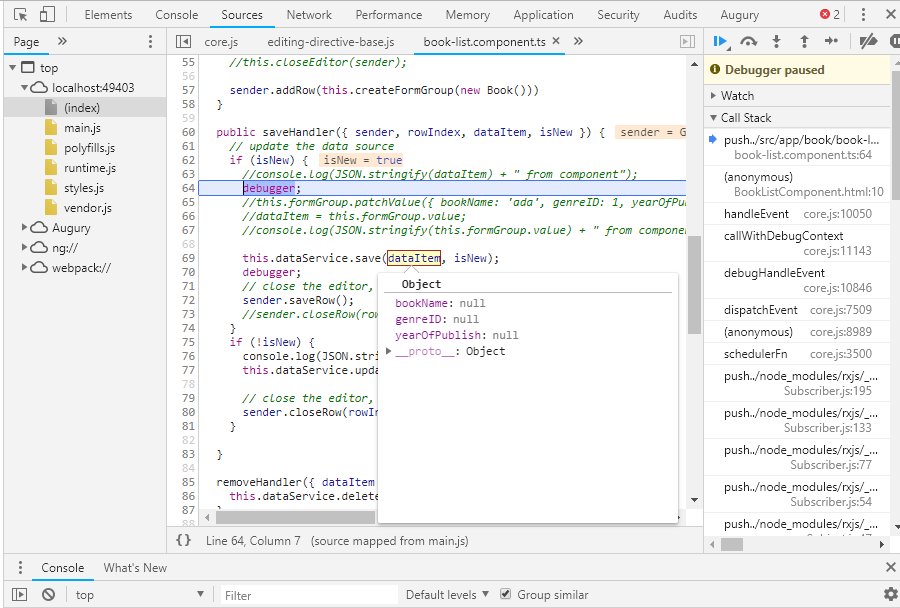 Elements Console Sources Network Performance Memory Application Security Audits Augury 2
Page » core.js editing-directive-base.js book-list.component.ts × »
top
localhost:49403
(index)
main.js
polyfills.js
runtime.js
styles.js
vendor.js
Augury
ng://
webpack://
55 //this.closeEditor(sender);
56
57 sender.addRow(this.createFormGroup(new Book()))
58 }
59
60 public saveHandler({ sender, rowIndex, dataItem, isNew }) { sender = G
61 // update the data source
62 if (isNew) { isNew = true
63 //console.log(JSON.stringify(dataItem) + " from component");
64 debugger;
65 //this.formGroup.patchValue({ bookName: 'ada', genreID: 1, yearOfPu
66 //dataItem = this.formGroup.value;
67 //console.log(JSON.stringify(this.formGroup.value) + " from compone
68
69 this.dataService.save(dataItem, isNew);
70 debugger;
71 // close the editor,
72 sender.saveRow();
73 //sender.closeRow(ro
74 }
75 if (!isNew) {
76 console.log(JSON.stri
77 this.dataService.upda
78
79 // close the editor,
80 sender.closeRow(rowIn
81 }
82
83 }
84
85 removeHandler({ dataItem
86 this.dataService.delet
87 }
88
Object
bookName: null
genreID: null
yearOfPublish: null
__proto__: Object
{} Line 64, Column 7 (source mapped from main.js)
Debugger paused
Watch
Call Stack
push../src/app/book/book-l...
book-list.component.ts:64
(anonymous)
BookListComponent.html:10
handleEvent core.js:10050
callWithDebugContext
core.js:11143
debugHandleEvent
core.js:10846
dispatchEvent core.js:7509
(anonymous) core.js:8989
schedulerFn core.js:3500
push../node_modules/rxjs/_...
Subscriber.js:195
push../node_modules/rxjs/_...
Subscriber.js:133
push../node_modules/rxjs/_...
Subscriber.js:77
push../node_modules/rxjs/_...
Subscriber.js:54
push../node_modules/rxjs/_...
Console What's New ×
top Filter Default levels Group similar